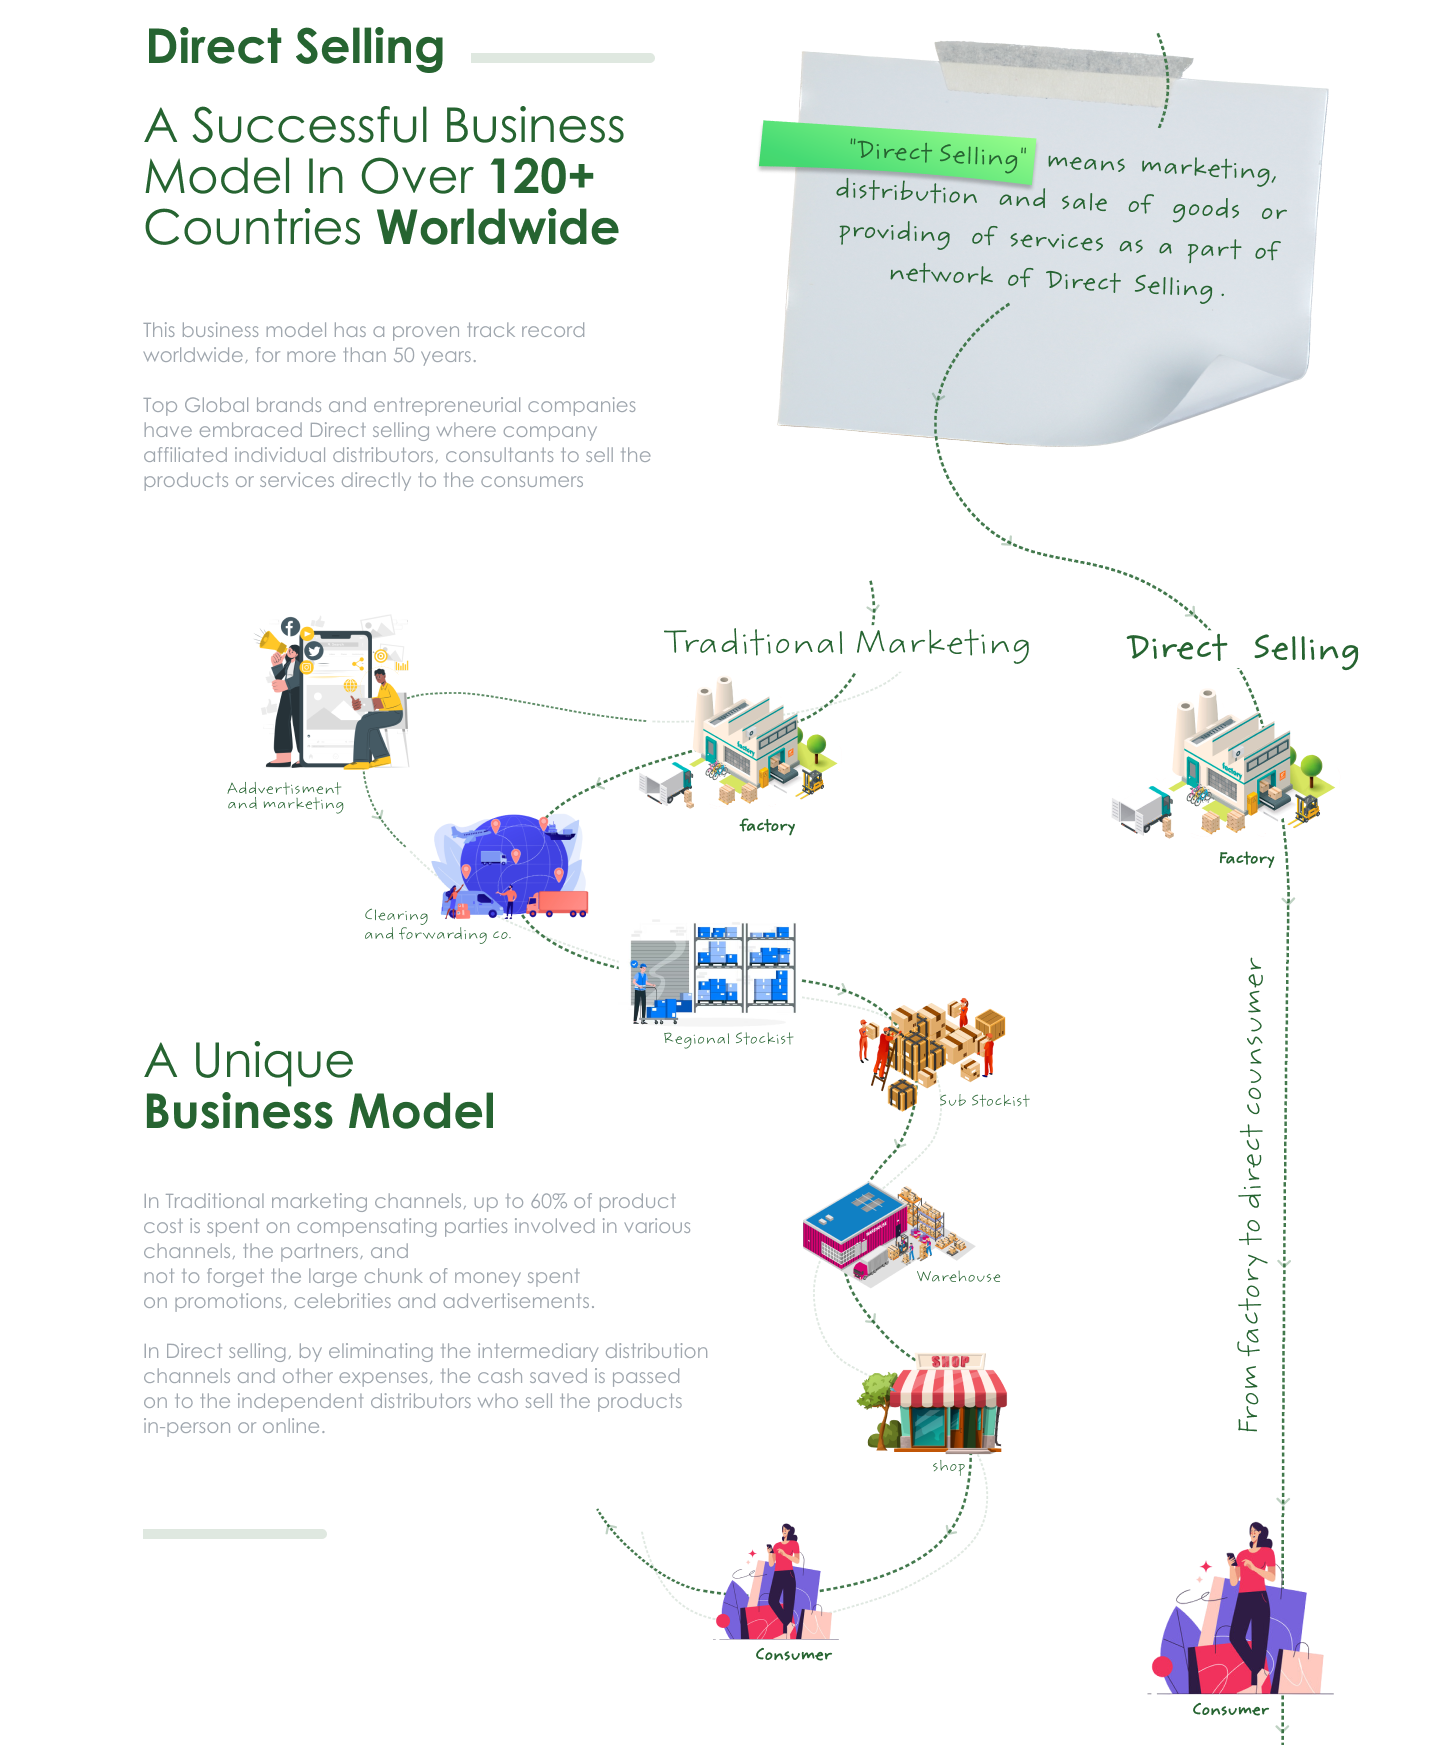 Direct Selling
A Successful Business
Model In Over 120+
Countries Worldwide
This business model has a proven track record
worldwide, for more than 50 years.
Top Global brands and entrepreneurial companies
have embraced Direct selling where company
affiliated individual distributors, consultants to sell the
products or services directly to the consumers
"Direct Selling" means marketing,
distribution and sale of goods or
providing of services as a part of
network of Direct Selling.
Traditional Marketing
Direct Selling
Addvertisment
and marketing
factory
factory
factory
Factory
Clearing
and forwarding co.
Regional Stockist
Sub Stockist
From factory to direct counsumer
A Unique
Business Model
In Traditional marketing channels, up to 60% of product
cost is spent on compensating parties involved in various
channels, the partners, and
not to forget the large chunk of money spent
on promotions, celebrities and advertisements.
In Direct selling, by eliminating the intermediary distribution
channels and other expenses, the cash saved is passed
on to the independent distributors who sell the products
in-person or online.
Warehouse
SHOP
shop
Consumer
Consumer